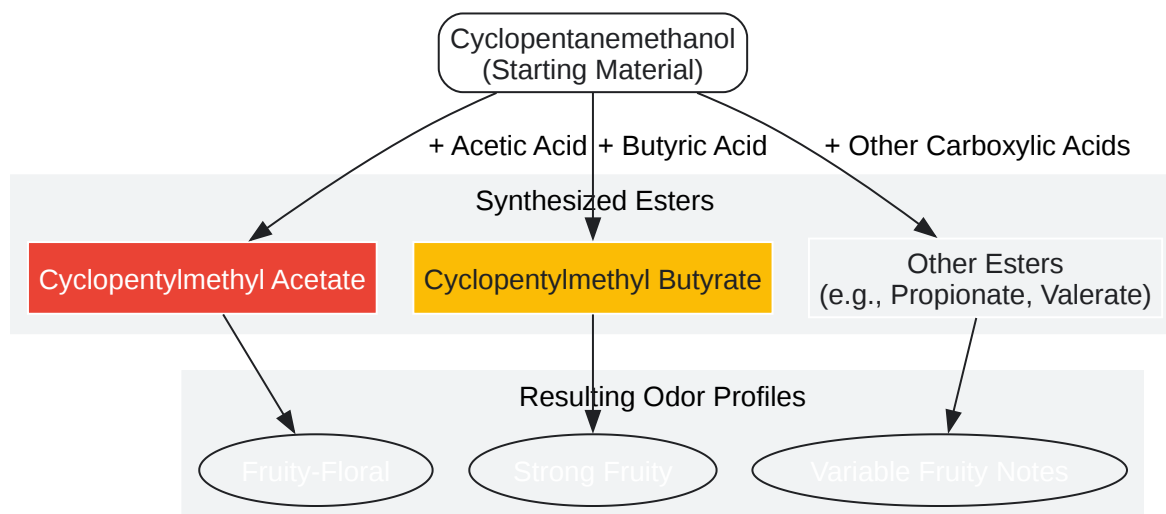 Cyclopentanemethanol
(Starting Material)
+ Acetic Acid
+ Butyric Acid
+ Other Carboxylic Acids
Synthesized Esters
Cyclopentylmethyl Acetate
Cyclopentylmethyl Butyrate
Other Esters
(e.g., Propionate, Valerate)
Resulting Odor Profiles
Fruity-Floral
Strong Fruity
Variable Fruity Notes